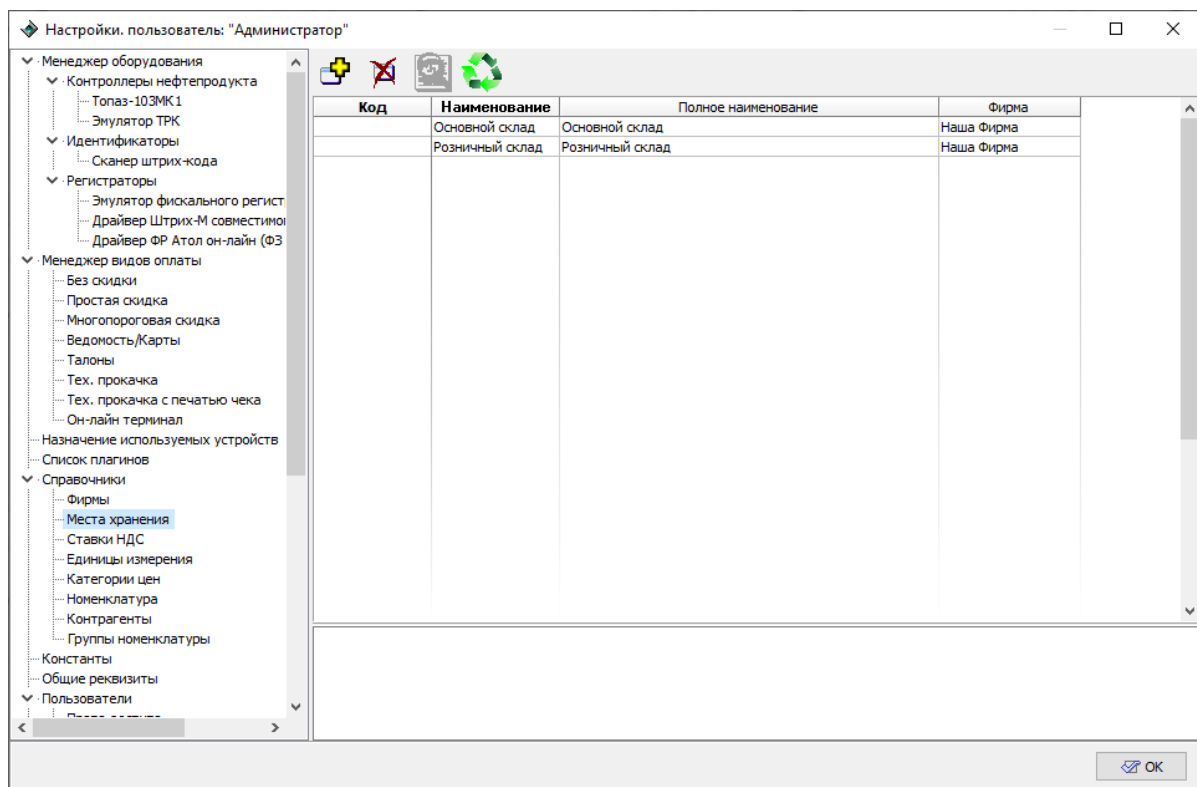 Настройки. пользователь: "Администратор"
Менеджер оборудования
Контроллеры нефтепродукта
Топаз-103МК1
Эмулятор ТРК
Идентификаторы
Сканер штрих-кода
Регистраторы
Эмулятор фискального регист
Драйвер Штрих-М совместимо
Драйвер ФР Атол он-лайн (ФЗ
Менеджер видов оплаты
Без скидки
Простая скидка
Многопороговая скидка
Ведомость/Карты
Талоны
Тех. прокачка
Тех. прокачка с печатью чека
Он-лайн терминал
Назначение используемых устройств
Список плагинов
Справочники
Фирмы
Места хранения
Ставки НДС
Единицы измерения
Категории цен
Номенклатура
Контрагенты
Группы номенклатуры
Константы
Общие реквизиты
Пользователи
Код Наименование Полное наименование Фирма
Основной склад Основной склад Наша Фирма
Розничный склад Розничный склад Наша Фирма
OK